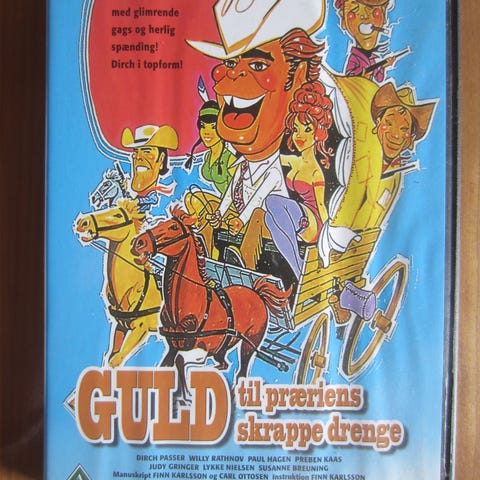 med glimrende
gags og herlig
spænding!
Dirch i topform!
GULD til præriens
skrappe drenge
DIRCH PASSER WILLY RATHNOV PAUL HAGEN PREBEN KAAS
JUDY GRINGER LYKKE NIELSEN SUSANNE BREUNING
Manuskript FINN KARLSSON og CARL OTTOSEN Instruktion FINN KARLSSON